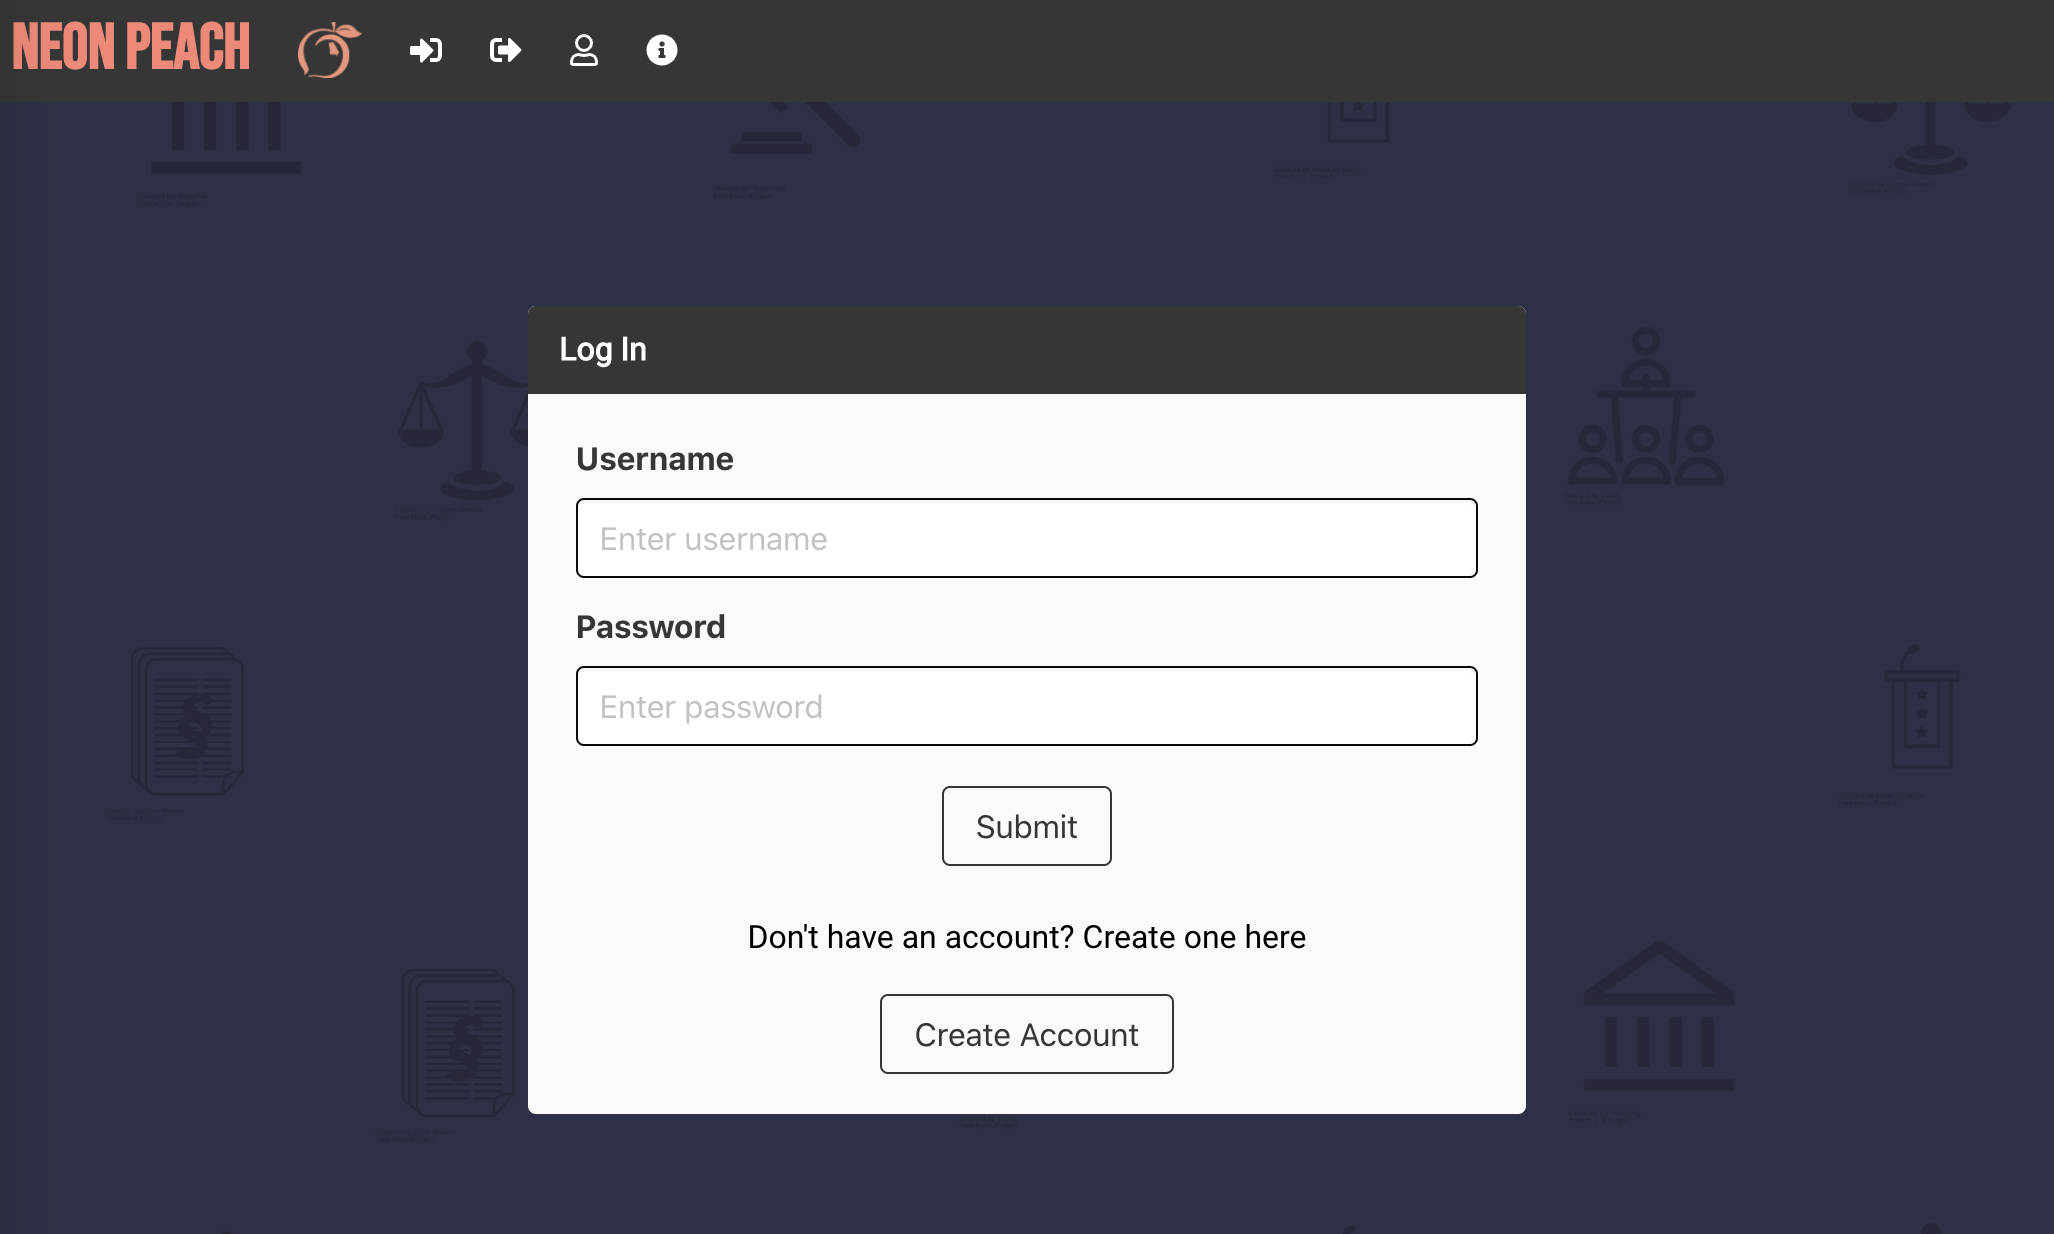 NEON PEACH
Log In
Username
Enter username
Password
Enter password
Submit
Don't have an account? Create one here
Create Account